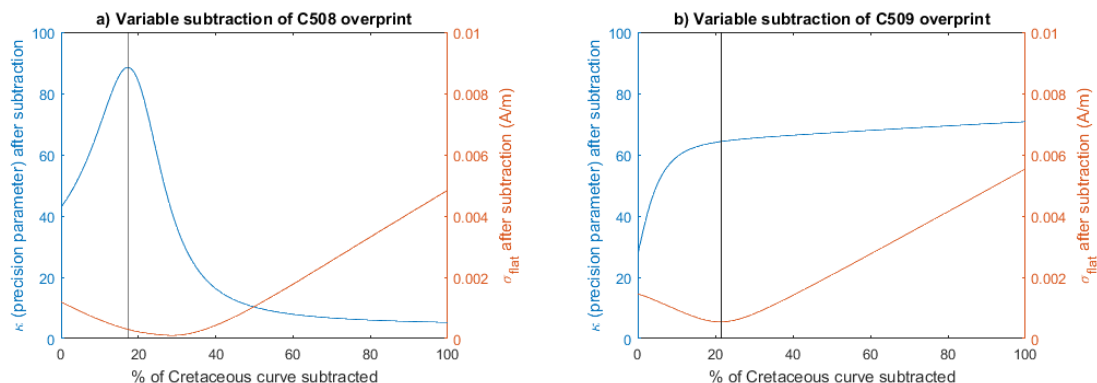 a) Variable subtraction of C508 overprint
100
80
60
40
20
0
κ (precision parameter) after subtraction
0.01
0.008
0.006
0.004
0.002
0
σflat after subtraction (A/m)
0 20 40 60 80 100
% of Cretaceous curve subtracted
b) Variable subtraction of C509 overprint
100
80
60
40
20
0
κ (precision parameter) after subtraction
0.01
0.008
0.006
0.004
0.002
0
σflat after subtraction (A/m)
0 20 40 60 80 100
% of Cretaceous curve subtracted